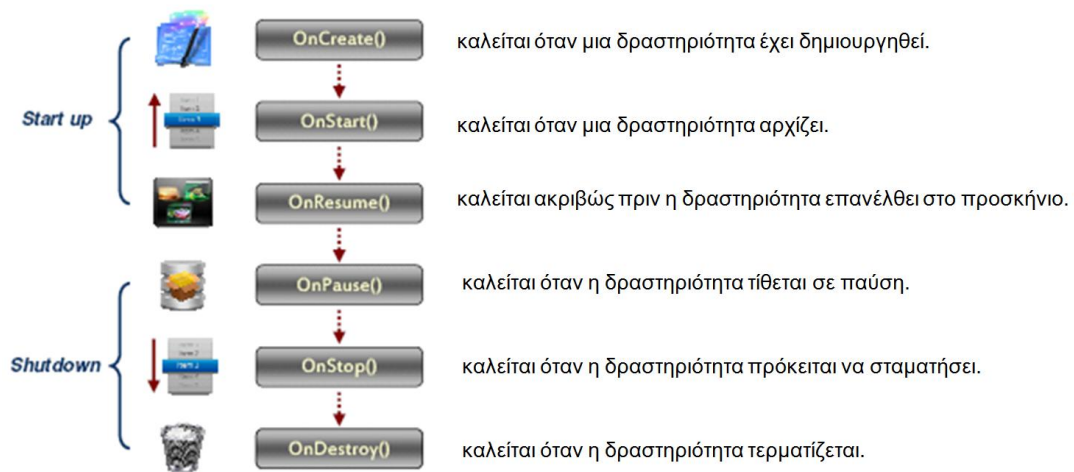 OnCreate() καλείται όταν μια δραστηριότητα έχει δημιουργηθεί.
Start up
OnStart() καλείται όταν μια δραστηριότητα αρχίζει.
OnResume() καλείται ακριβώς πριν η δραστηριότητα επανέλθει στο προσκήνιο.
OnPause() καλείται όταν η δραστηριότητα τίθεται σε παύση.
Shutdown
OnStop() καλείται όταν η δραστηριότητα πρόκειται να σταματήσει.
OnDestroy() καλείται όταν η δραστηριότητα τερματίζεται.